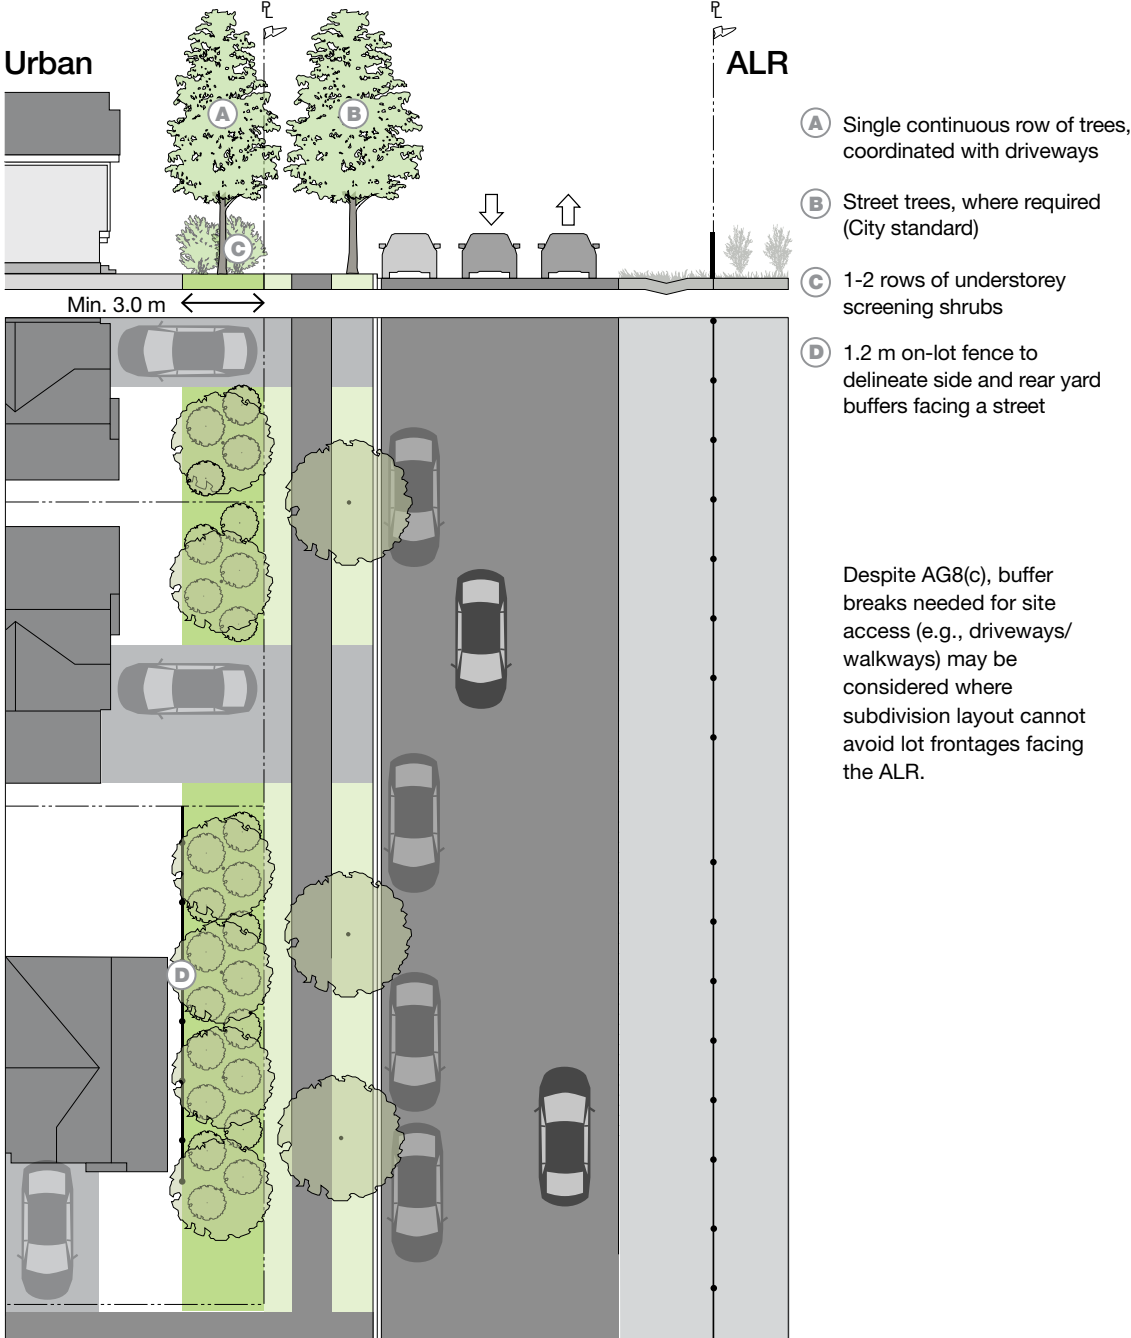 PL
PL
Urban
ALR
A
B
C
Min. 3.0 m
D
A Single continuous row of trees,
coordinated with driveways
B Street trees, where required
(City standard)
C 1-2 rows of understorey
screening shrubs
D 1.2 m on-lot fence to
delineate side and rear yard
buffers facing a street
Despite AG8(c), buffer
breaks needed for site
access (e.g., driveways/
walkways) may be
considered where
subdivision layout cannot
avoid lot frontages facing
the ALR.